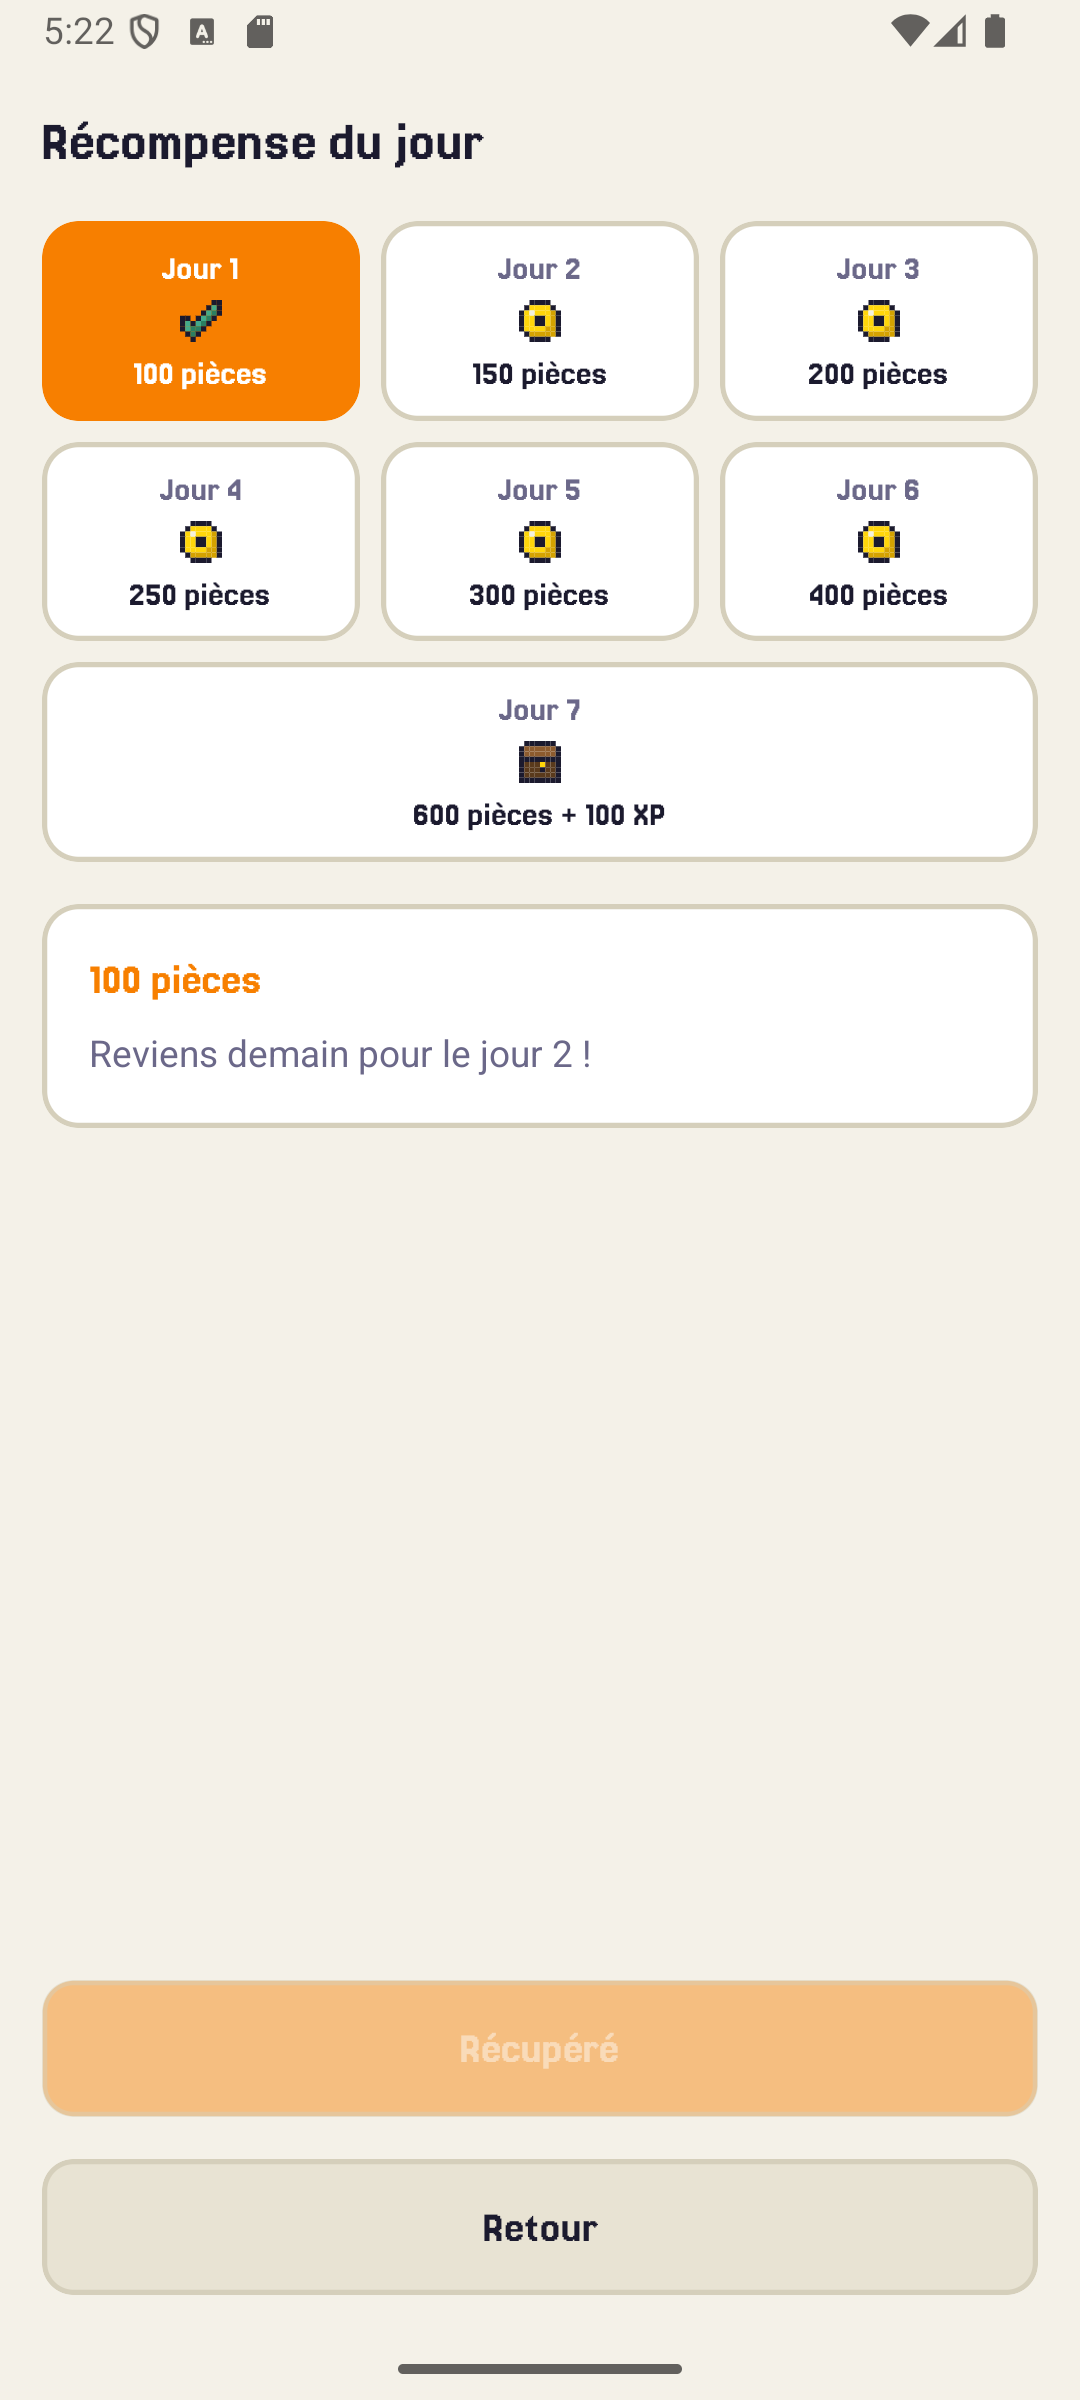 5:22
Récompense du jour
Jour 1
100 pièces
Jour 2
150 pièces
Jour 3
200 pièces
Jour 4
250 pièces
Jour 5
300 pièces
Jour 6
400 pièces
Jour 7
600 pièces + 100 XP
100 pièces
Reviens demain pour le jour 2 !
Récupéré
Retour